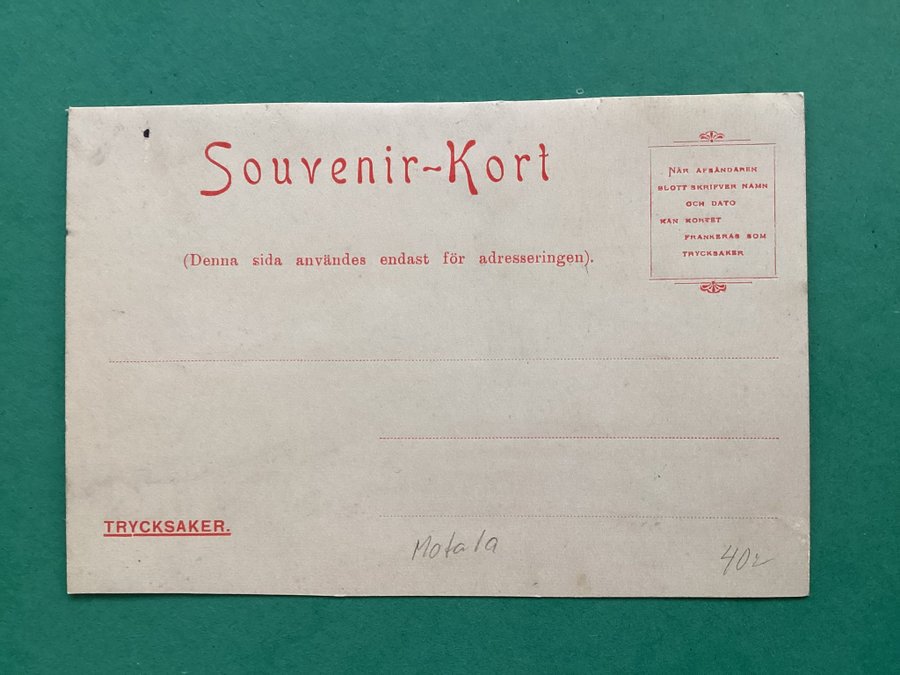 Souvenir-Kort
NÄR AFSÄNDAREN
BLOTT SKRIFVER NAMN
OCH DATO
KAN KORTET
FRANKERAS SOM
TRYCKSAKER
(Denna sida användes endast för adresseringen).
TRYCKSAKER.
Motala
40r